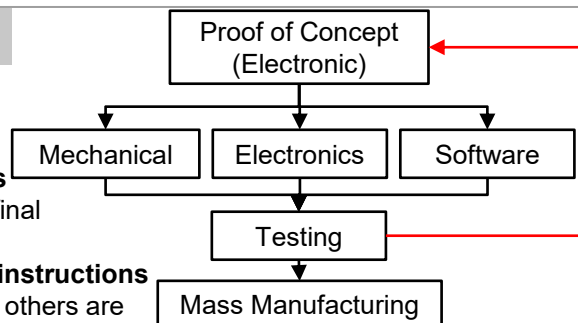 Proof of Concept
(Electronic)
Mechanical Electronics Software
s
inal
Testing
instructions
others are
Mass Manufacturing